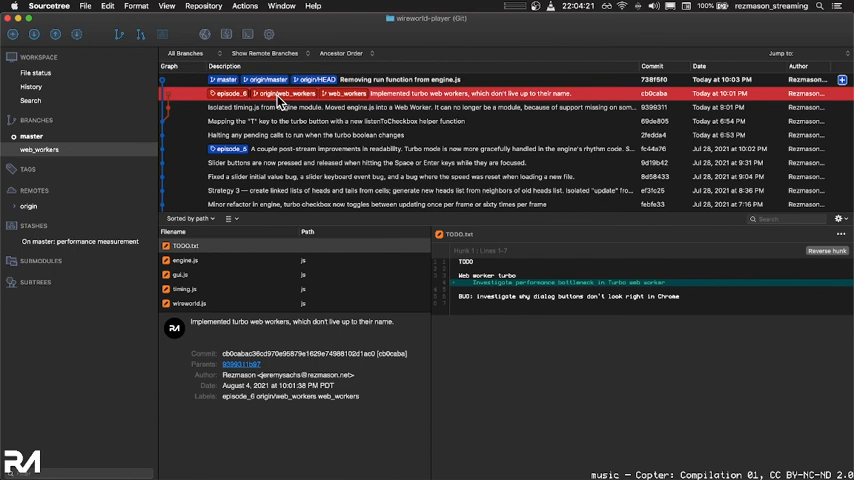 Sourcetree File Edit View Repository Actions Window Help 100% 22:04:21 rezmason_streaming
wireworld-player (Git)
WORKSPACE
File status
History
Search
BRANCHES
master
web_workers
TAGS
REMOTES
origin
STASHES
On master: performance measurement
SUBMODULES
SUBTREES
All Branches Show Remote Branches Ancestor Order Jump to:
Graph Description Commit Date Author
master origin/master origin/HEAD Removing run function from engine.js 738f5f0 Today at 10:03 PM Rezmason...
episode_6 origin/web_workers web_workers Implemented turbo web workers, which don't live up to their name. cb0caba Today at 10:01 PM Rezmason...
Isolated timing.js from engine module. Moved engine.js into a Web Worker. It can no longer be a module, because of support missing on som... 9399311 Today at 9:01 PM Rezmason...
Mapping the "T" key to the turbo button with a new listenToCheckbox helper function 69de805 Today at 6:54 PM Rezmason...
Halting any pending calls to run when the turbo boolean changes 2fedda4 Today at 6:53 PM Rezmason...
episode_5 A couple post-stream improvements in readability. Turbo mode is now more gracefully handled in the engine's rhythm code. S... fc44a76 Jul 28, 2021 at 10:02 PM Rezmason...
Slider buttons are now pressed and released when hitting the Space or Enter keys while they are focused. 9d19b42 Jul 28, 2021 at 9:31 PM Rezmason...
Fixed a slider initial value bug, a slider keyboard event bug, and a bug where the speed was reset when loading a new file. 8d58433 Jul 28, 2021 at 9:04 PM Rezmason...
Strategy 3 — create linked lists of heads and tails from cells; generate new heads list from neighbors of old heads list. Isolated "update" fro... ef3fc25 Jul 28, 2021 at 8:36 PM Rezmason...
Minor refactor in engine, turbo checkbox now toggles between updating once per frame or sixty times per frame febfe33 Jul 28, 2021 at 7:16 PM Rezmason...
Sorted by path Search
Filename Path
TODO.txt
engine.js js
gui.js js
timing.js js
wireworld.js js
Implemented turbo web workers, which don't live up to their name.
Commit: cb0cabac36cd970e95879e1629e74988102d1ac0 [cb0caba]
Parents: 9399311b97
Author: Rezmason <jeremysachs@rezmason.net>
Date: August 4, 2021 at 10:01:38 PM PDT
Labels: episode_6 origin/web_workers web_workers
TODO.txt
Hunk 1 : Lines 1-7 Reverse hunk
1 1 TODO
2 2
3 3 Web worker turbo
4 + Investigate performance bottleneck in Turbo web worker
4 5
5 6 BUG: investigate why dialog buttons don't look right in Chrome
6 7
RM
music - Copter: Compilation 01, CC BY-NC-ND 2.0